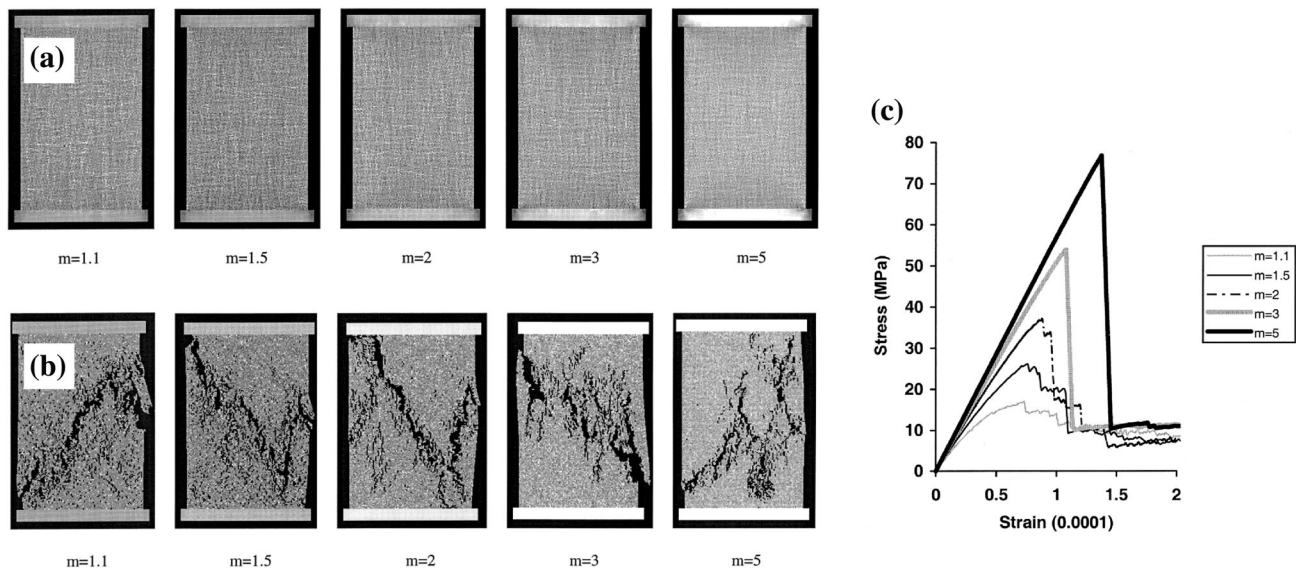 (a)
m=1.1 m=1.5 m=2 m=3 m=5
(b)
m=1.1 m=1.5 m=2 m=3 m=5
(c)
80
70
60
50
40
30
20
10
0
Stress (MPa)
0 0.5 1 1.5 2
Strain (0.0001)
m=1.1
m=1.5
m=2
m=3
m=5